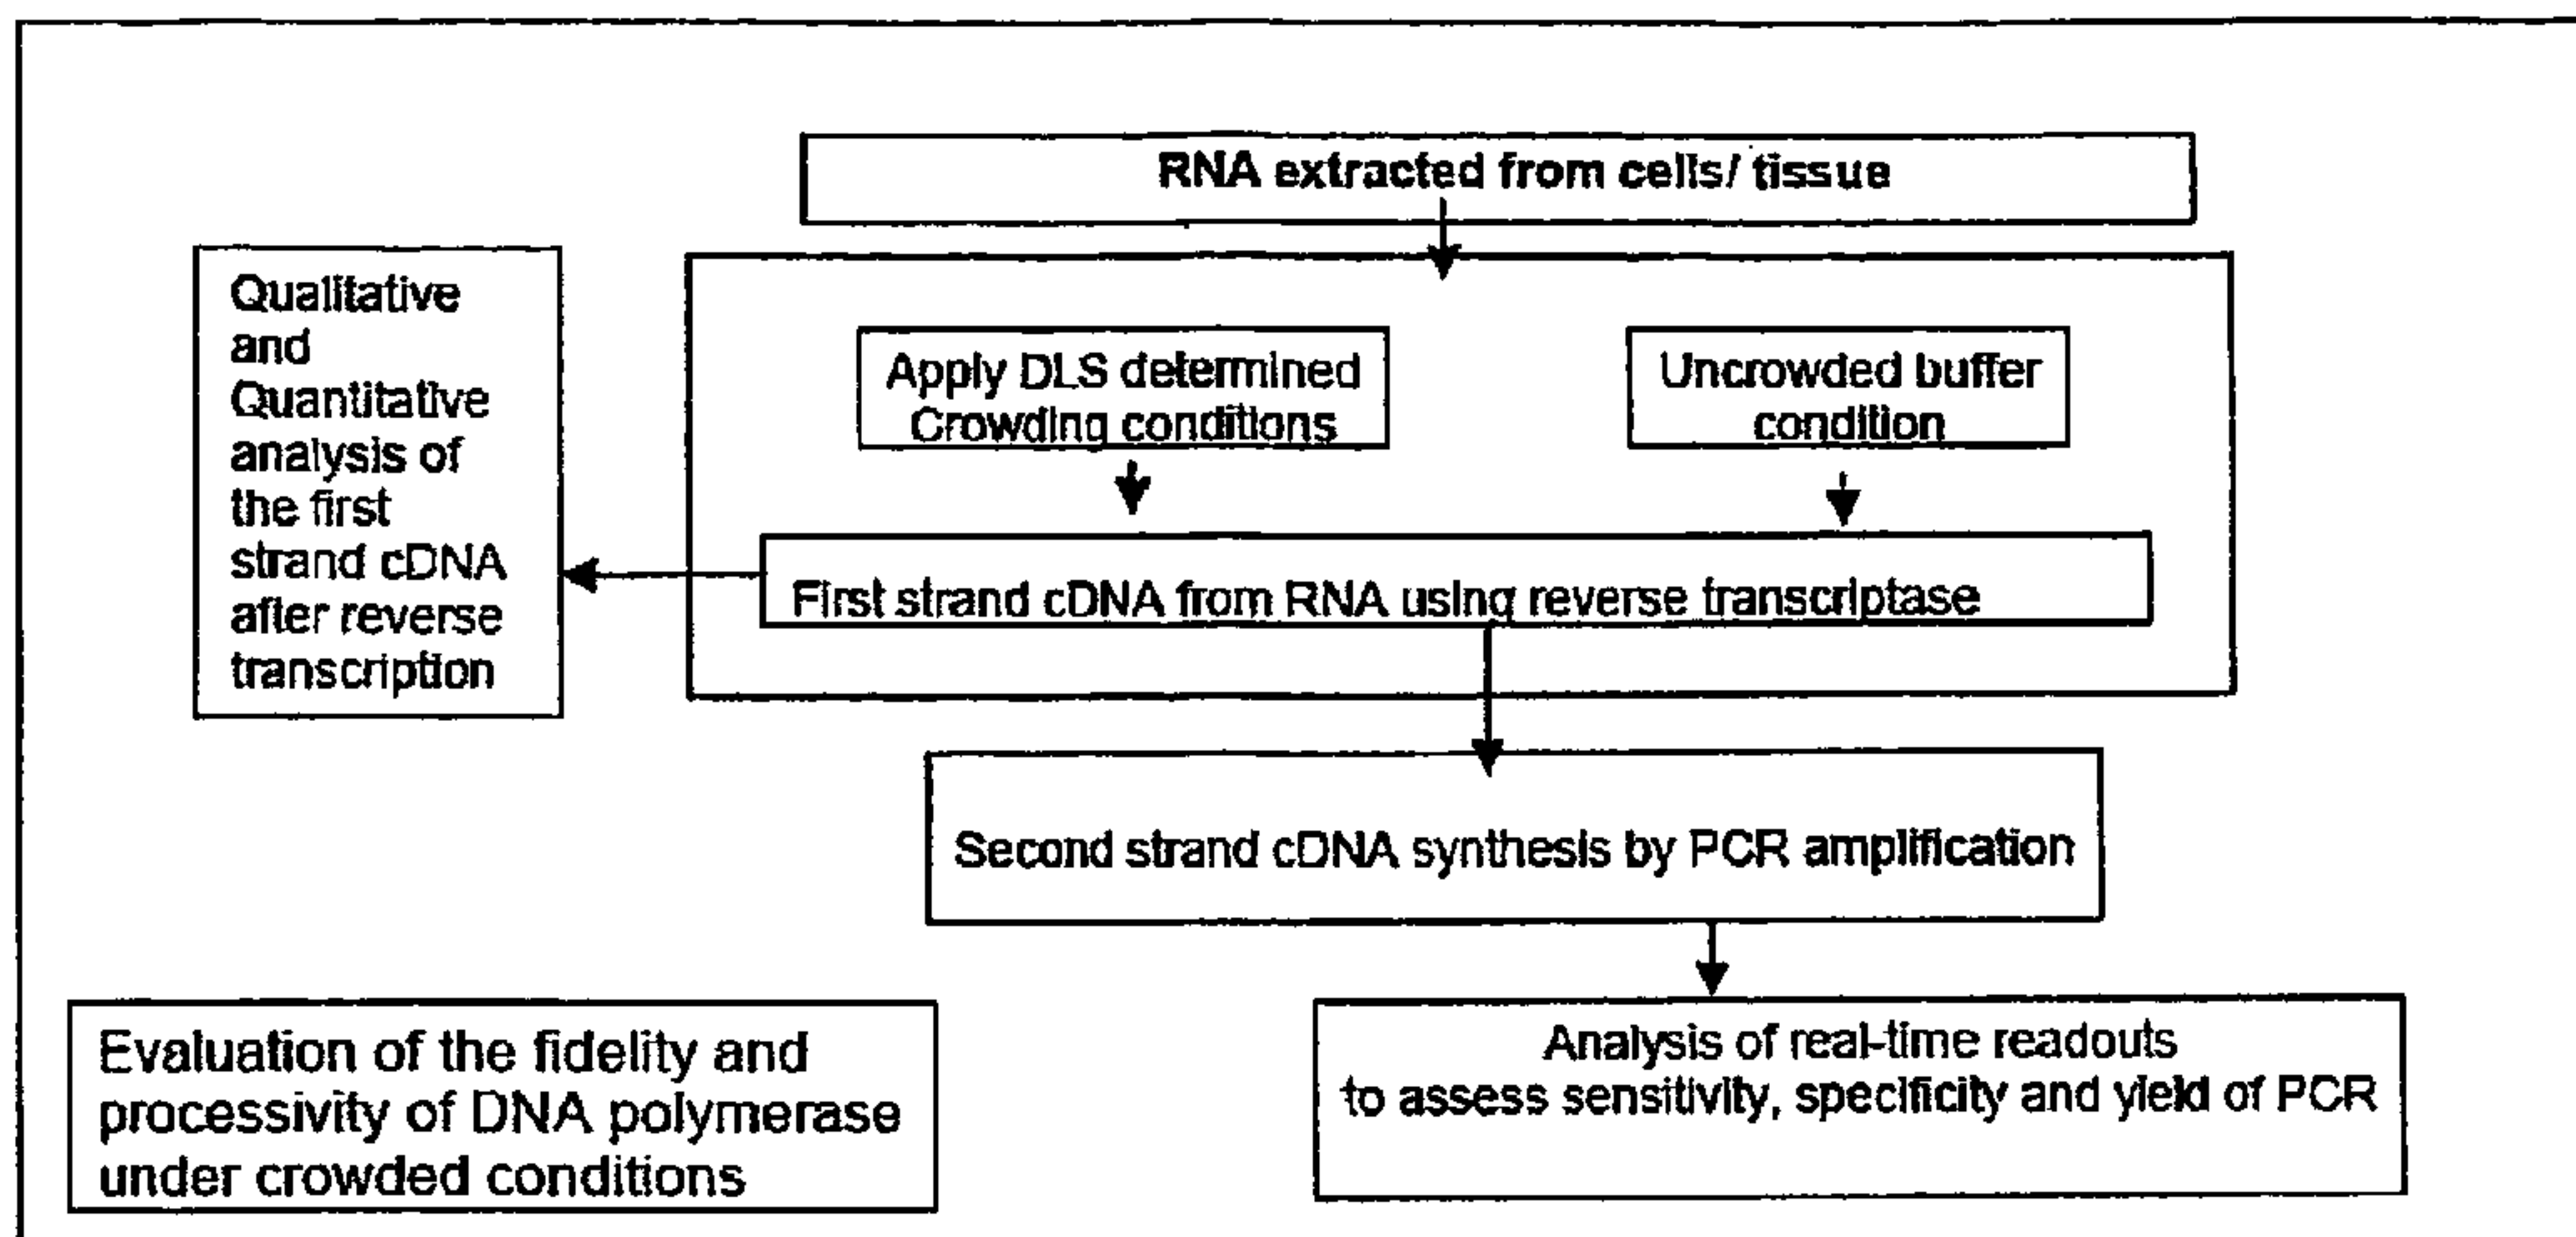 RNA extracted from cells/ tissue
Qualitative
and
Quantitative
analysis of
the first
strand cDNA
after reverse
transcription
Apply DLS determined
Crowding conditions
Uncrowded buffer
condition
First strand cDNA from RNA using reverse transcriptase
Second strand cDNA synthesis by PCR amplification
Evaluation of the fidelity and
processivity of DNA polymerase
under crowded conditions
Analysis of real-time readouts
to assess sensitivity, specificity and yield of PCR